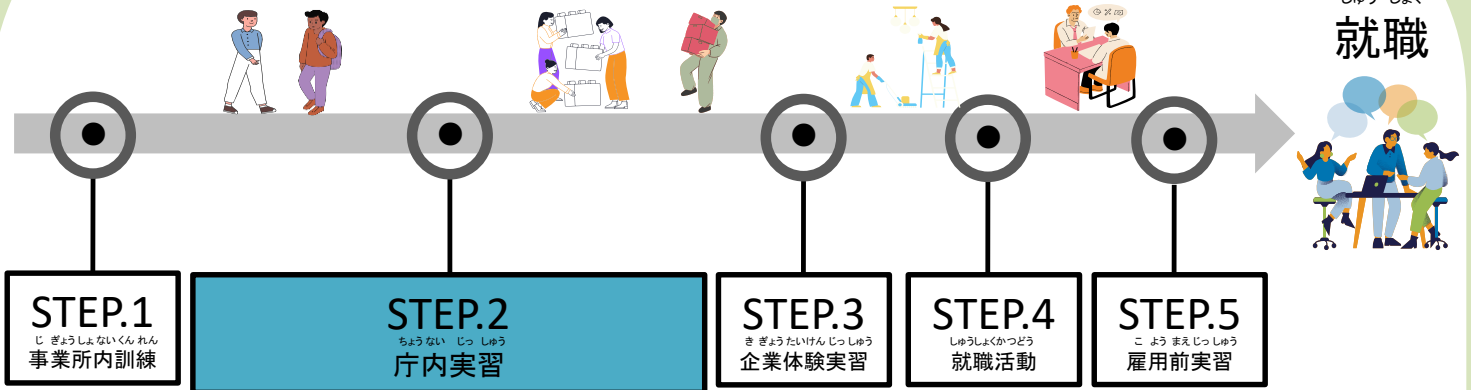 就職
STEP.1
じ ぎょうしょ ない くん れん
事業所内訓練
STEP.2
ちょう ない じっ しゅう
庁内実習
STEP.3
き ぎょう たい けん じっ しゅう
企業体験実習
STEP.4
しゅうしょくかつどう
就職活動
STEP.5
こ よう まえ じっ しゅう
雇用前実習